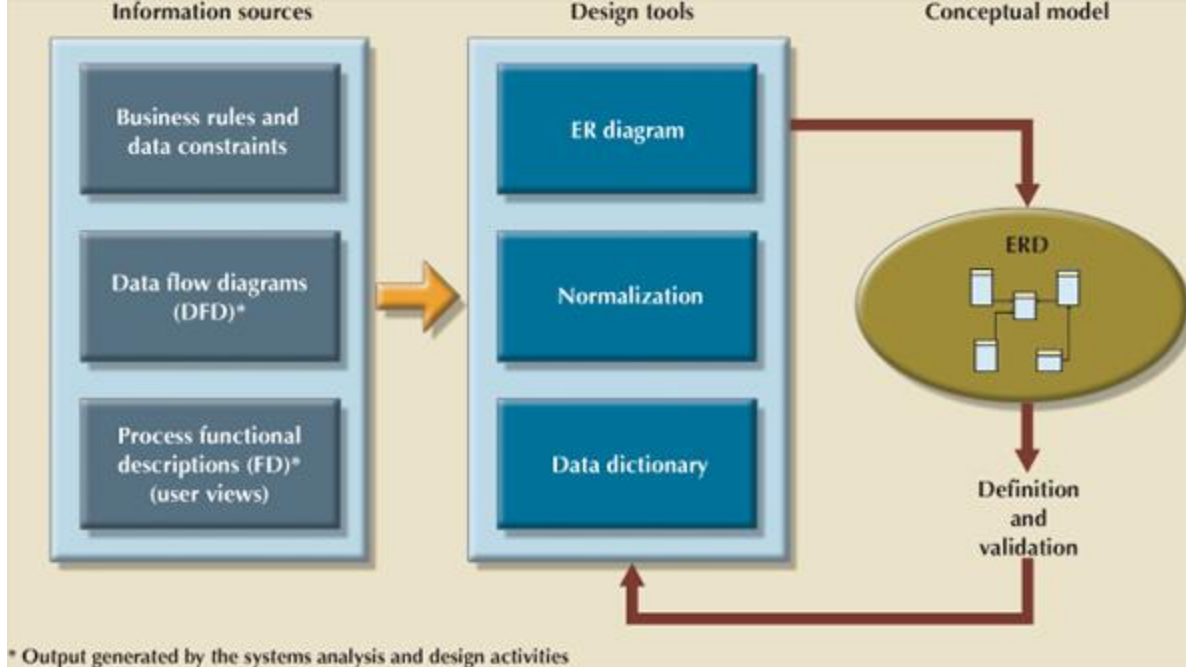 Information sources
Design tools
Conceptual model
Business rules and
data constraints
Data flow diagrams
(DFD)*
Process functional
descriptions (FD)*
(user views)
ER diagram
Normalization
Data dictionary
ERD
Definition
and
validation
* Output generated by the systems analysis and design activities